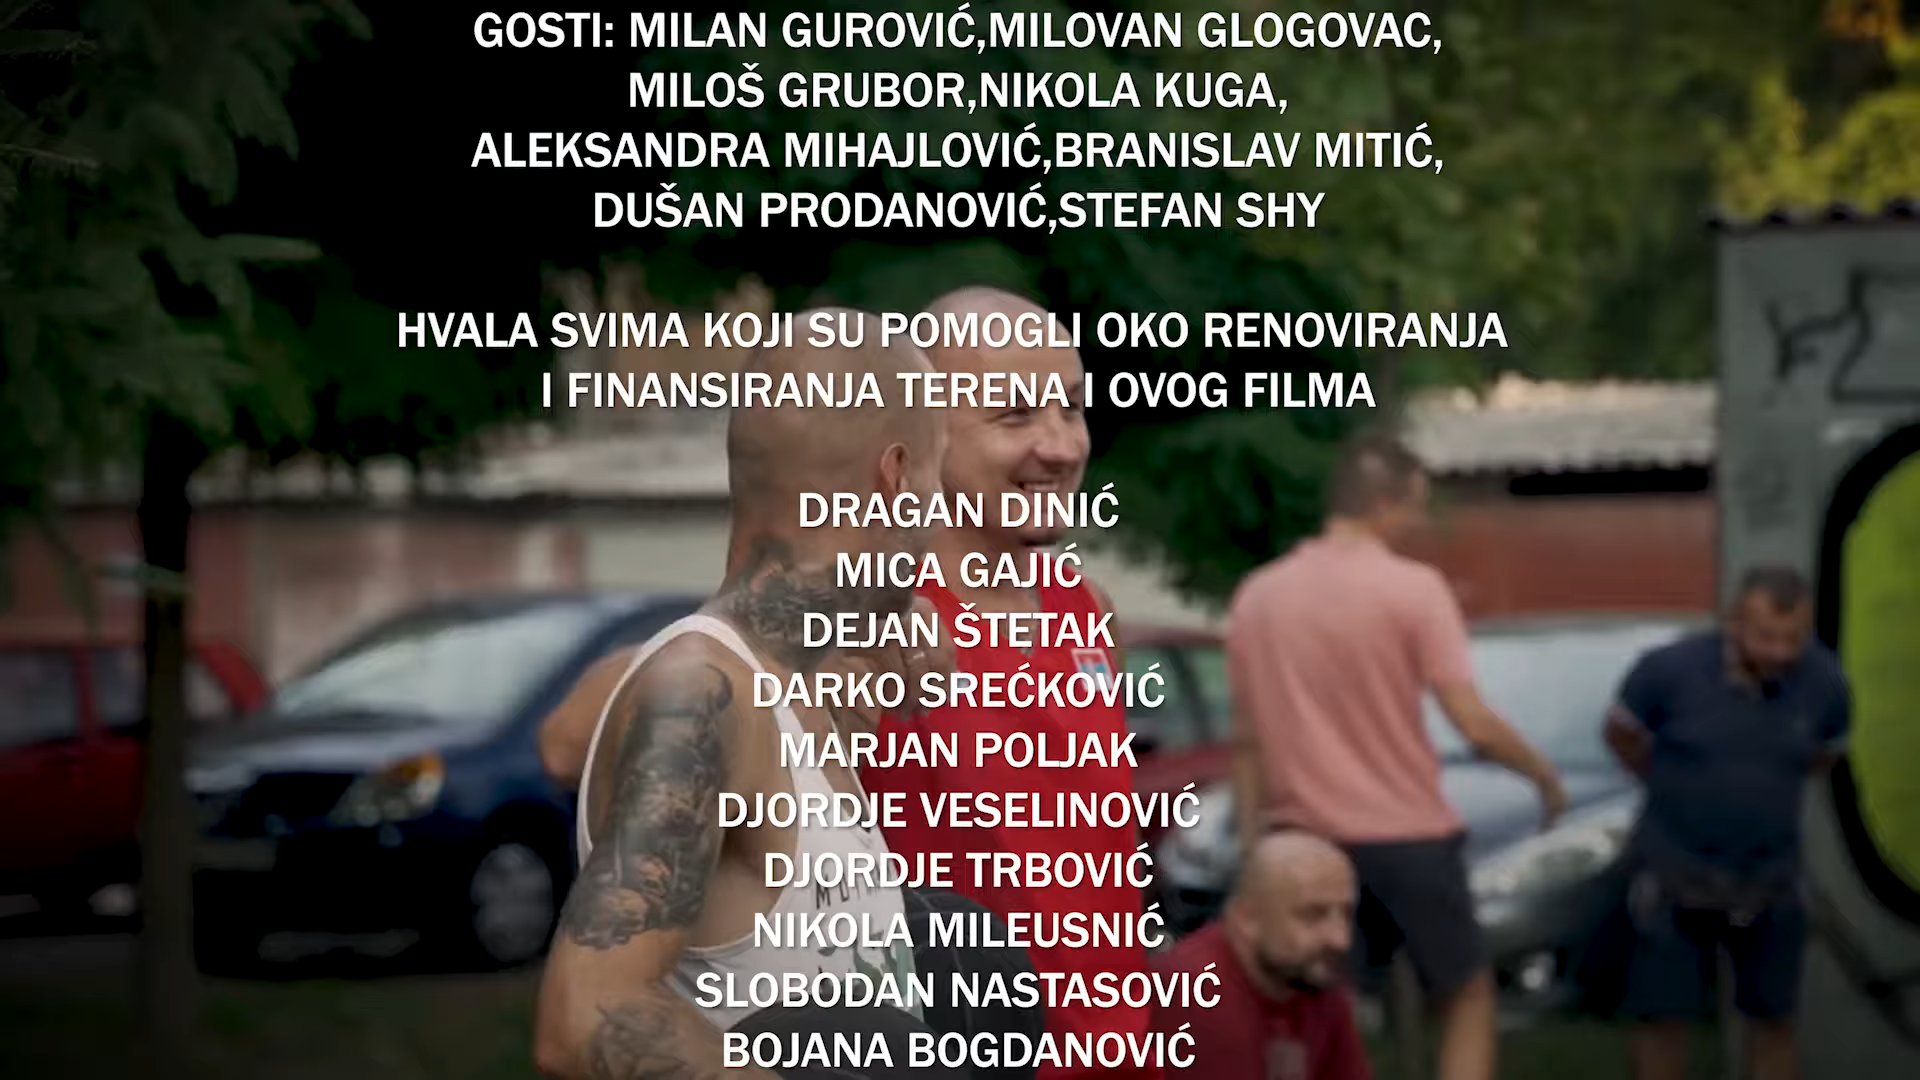 GOSTI: MILAN GUROVIĆ,MILOVAN GLOGOVAC,
MILOŠ GRUBOR,NIKOLA KUGA,
ALEKSANDRA MIHAJLOVIĆ,BRANISLAV MITIĆ,
DUŠAN PRODANOVIĆ,STEFAN SHY
HVALA SVIMA KOJI SU POMOGLI OKO RENOVIRANJA
I FINANSIRANJA TERENA I OVOG FILMA
DRAGAN DINIĆ
MICA GAJIĆ
DEJAN ŠTETAK
DARKO SREĆKOVIĆ
MARJAN POLJAK
DJORDJE VESELINOVIĆ
DJORDJE TRBOVIĆ
NIKOLA MILEUSNIĆ
SLOBODAN NASTASOVIĆ
BOJANA BOGDANOVIĆ